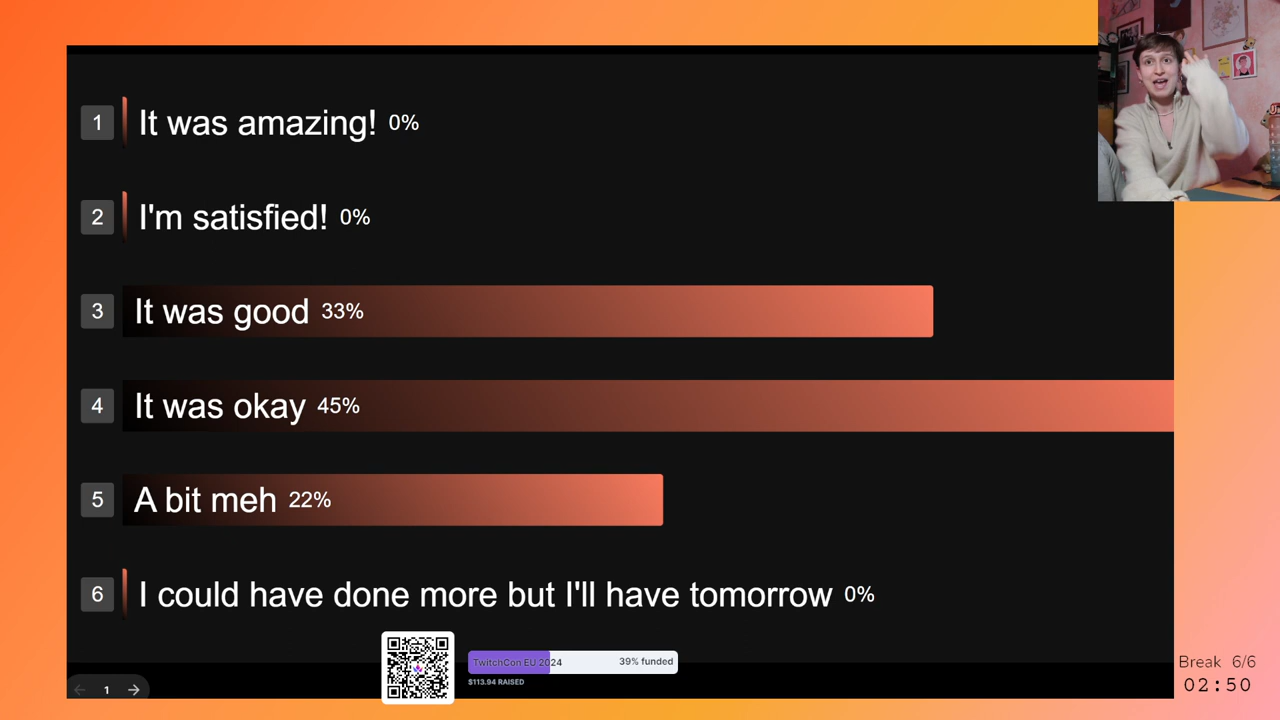 1 It was amazing! 0%
2 I'm satisfied! 0%
3 It was good 33%
4 It was okay 45%
5 A bit meh 22%
6 I could have done more but I'll have tomorrow 0%
TwitchCon EU 2024 39% funded
$113.94 RAISED
1
Break 6/6
02:50